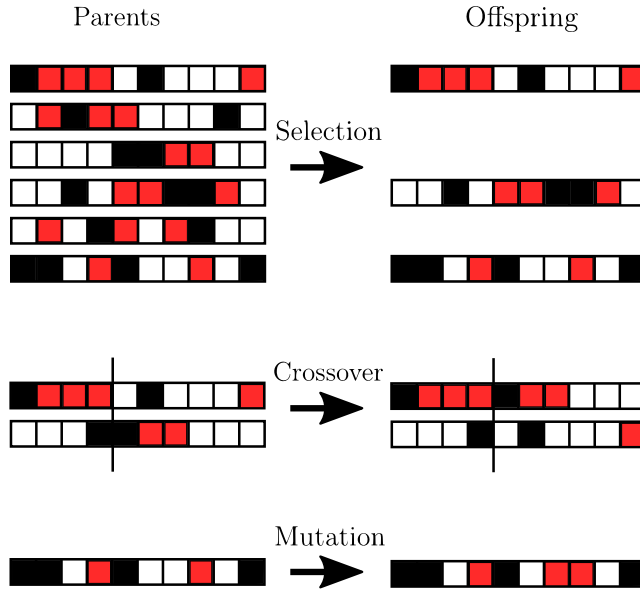 Parents
Offspring
Selection
Crossover
Mutation